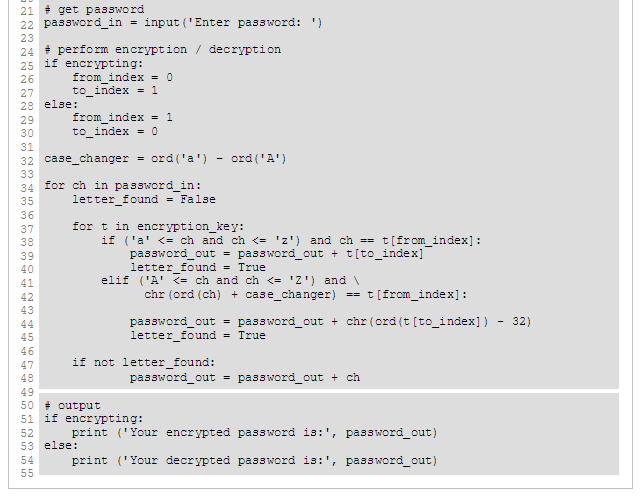 21 # get password
22 password_in = input('Enter password: ')
23
24 # perform encryption / decryption
25 if encrypting:
26     from_index = 0
27     to_index = 1
28 else:
29     from_index = 1
30     to_index = 0
31
32 case_changer = ord('a') - ord('A')
33
34 for ch in password_in:
35     letter_found = False
36
37     for t in encryption_key:
38         if ('a' <= ch and ch <= 'z') and ch == t[from_index]:
39             password_out = password_out + t[to_index]
40             letter_found = True
41         elif ('A' <= ch and ch <= 'Z') and \
42               chr(ord(ch) + case_changer) == t[from_index]:
43
44             password_out = password_out + chr(ord(t[to_index]) - 32)
45             letter_found = True
46
47     if not letter_found:
48             password_out = password_out + ch
49
50 # output
51 if encrypting:
52     print ('Your encrypted password is:', password_out)
53 else:
54     print ('Your decrypted password is:', password_out)
55